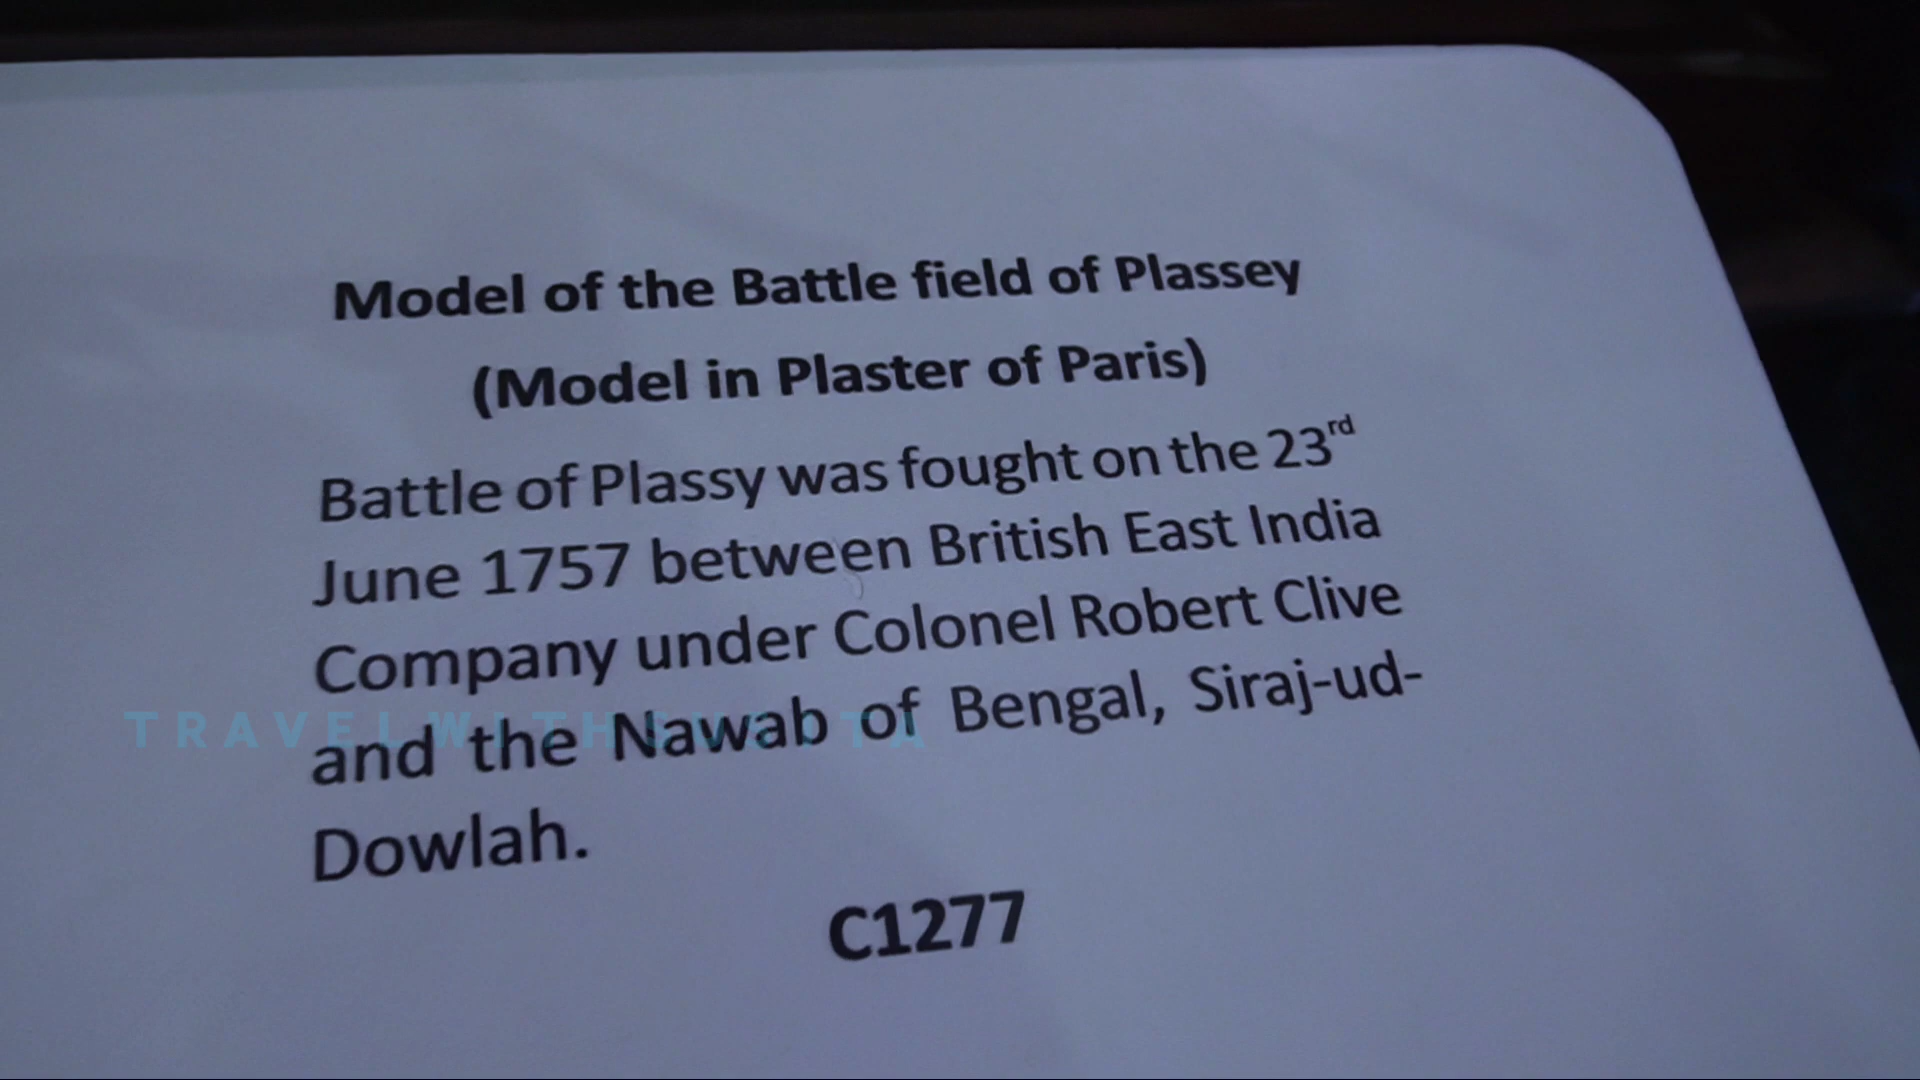 Model of the Battle field of Plassey
(Model in Plaster of Paris)
Battle of Plassy was fought on the 23rd
June 1757 between British East India
Company under Colonel Robert Clive
and the Nawab of Bengal, Siraj-ud-
Dowlah.
TRAVELWITHSUSITA
C1277